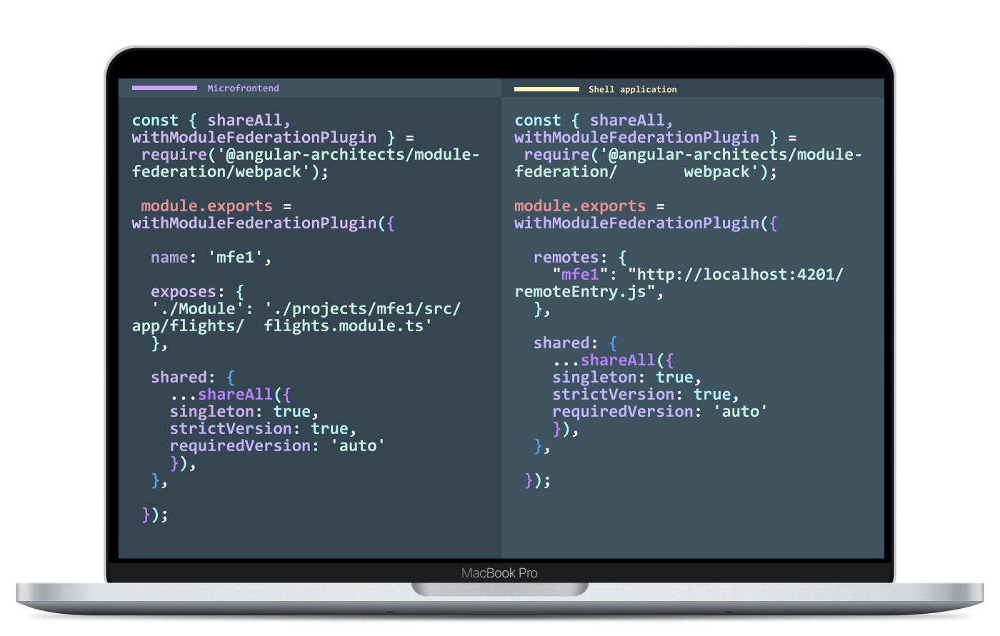 Microfrontend
const { shareAll,
withModuleFederationPlugin } =
require('@angular-architects/module-
federation/webpack');
module.exports =
withModuleFederationPlugin({
name: 'mfe1',
exposes: {
'./Module': './projects/mfe1/src/
app/flights/  flights.module.ts'
},
shared: {
...shareAll({
singleton: true,
strictVersion: true,
requiredVersion: 'auto'
}),
},
});
Shell application
const { shareAll,
withModuleFederationPlugin } =
require('@angular-architects/module-
federation/       webpack');
module.exports =
withModuleFederationPlugin({
remotes: {
"mfe1": "http://localhost:4201/
remoteEntry.js",
},
shared: {
...shareAll({
singleton: true,
strictVersion: true,
requiredVersion: 'auto'
}),
},
});
MacBook Pro